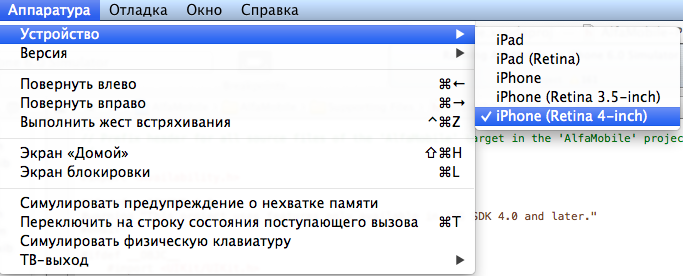 Аппаратура Отладка Окно Справка
Устройство ▶
Версия ▶
Повернуть влево ⌘←
Повернуть вправо ⌘→
Выполнить жест встряхивания ^⌘Z
Экран «Домой» ⇧⌘H
Экран блокировки ⌘L
Симулировать предупреждение о нехватке памяти
Переключить на строку состояния поступающего вызова ⌘T
Симулировать физическую клавиатуру
ТВ-выход ▶
iPad
iPad (Retina)
iPhone
iPhone (Retina 3.5-inch)
✓ iPhone (Retina 4-inch)
arget in the 'AlfaMobile' projec
SDK 4.0 and later."